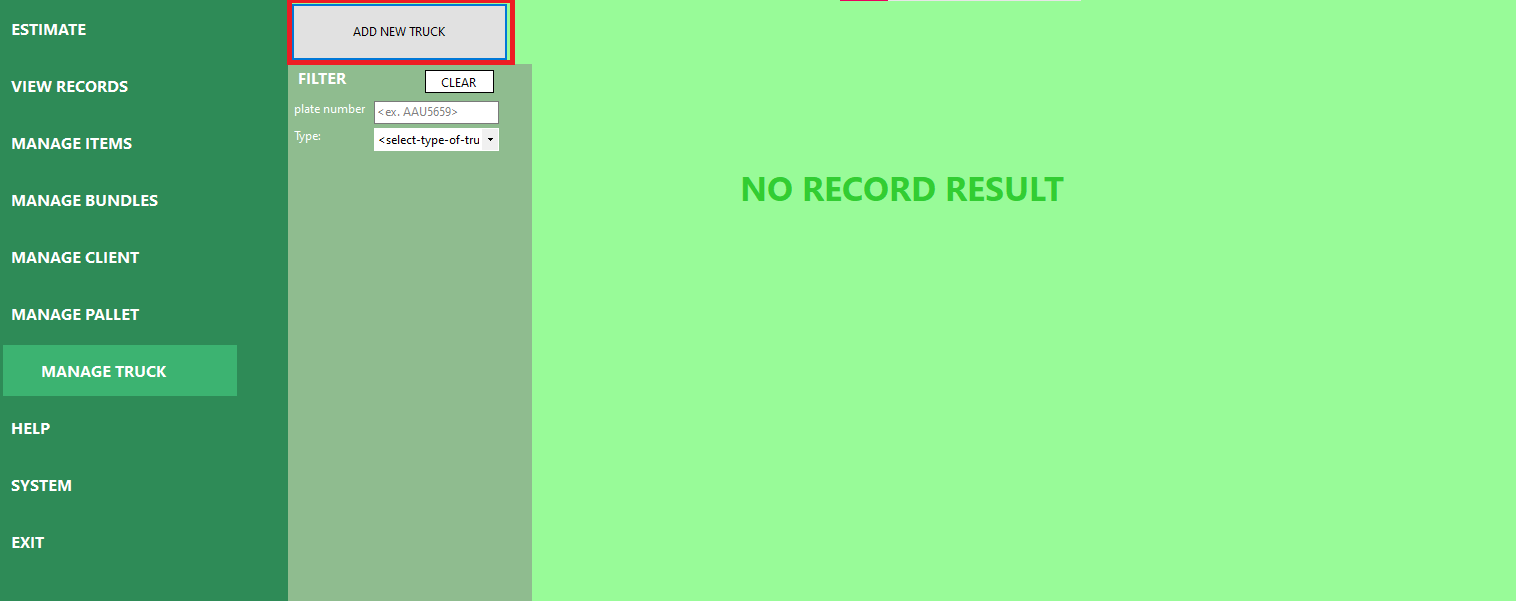 ESTIMATE
VIEW RECORDS
MANAGE ITEMS
MANAGE BUNDLES
MANAGE CLIENT
MANAGE PALLET
MANAGE TRUCK
HELP
SYSTEM
EXIT
ADD NEW TRUCK
FILTER
CLEAR
plate number
<ex. AAU5659>
Type:
<select-type-of-tru
NO RECORD RESULT